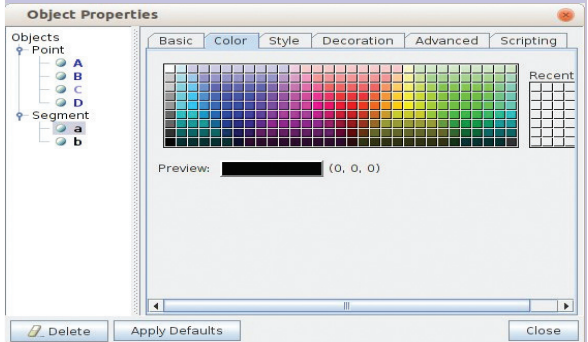 Object Properties
Objects
Point
A
B
C
D
Segment
a
b
Basic Color Style Decoration Advanced Scripting
Recent
Preview: (0, 0, 0)
Delete Apply Defaults Close